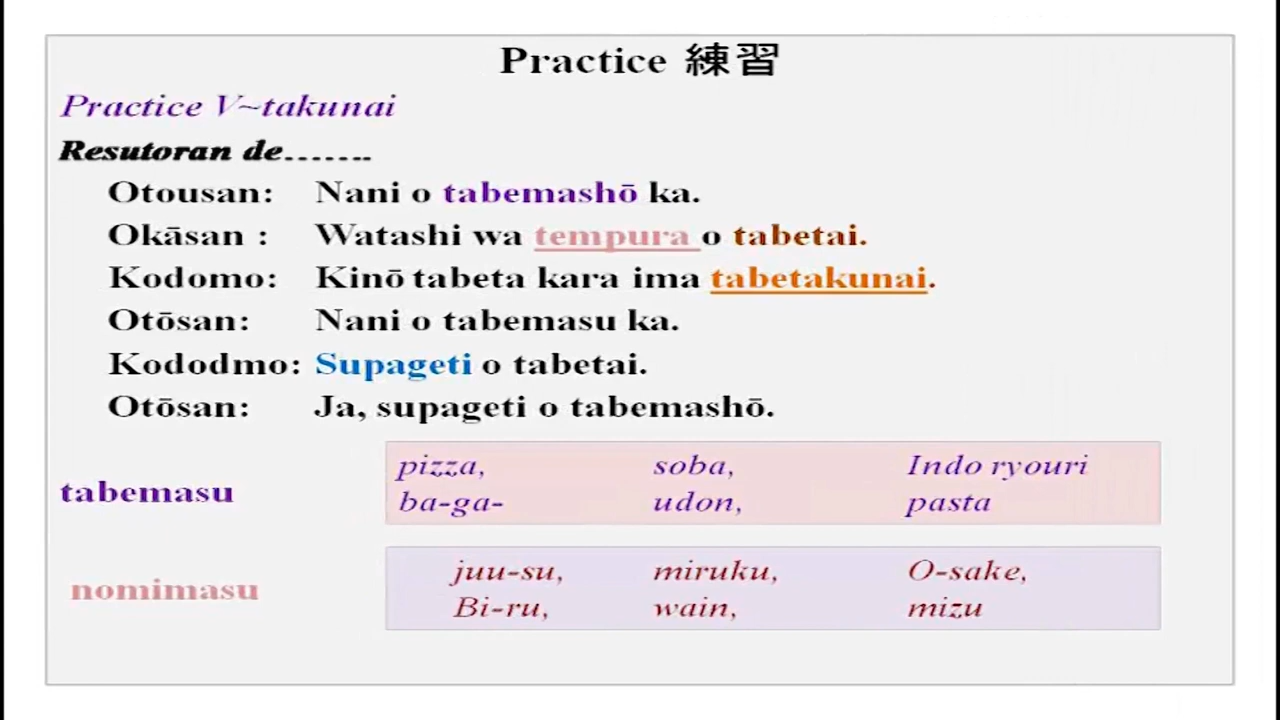 Practice 練習
Practice V~takunai
Resutoran de.......
Otousan: Nani o tabemashō ka.
Okāsan : Watashi wa tempura o tabetai.
Kodomo: Kinō tabeta kara ima tabetakunai.
Otōsan: Nani o tabemasu ka.
Kododmo: Supageti o tabetai.
Otōsan: Ja, supageti o tabemashō.
tabemasu
pizza, soba, Indo ryouri
ba-ga- udon, pasta
nomimasu
juu-su, miruku, O-sake,
Bi-ru, wain, mizu